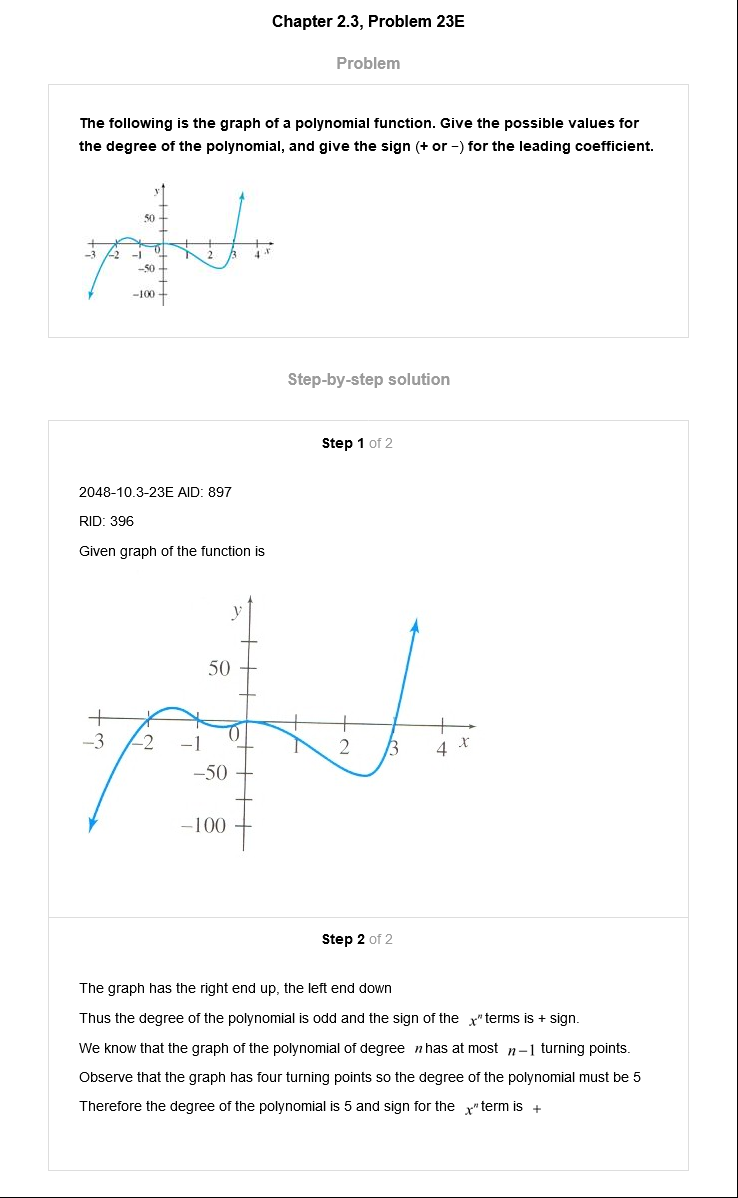 Chapter 2.3, Problem 23E
Problem
The following is the graph of a polynomial function. Give the possible values for
the degree of the polynomial, and give the sign (+ or −) for the leading coefficient.
y
50
-3 -2 -1 0 1 2 3 4 x
-50
-100
Step-by-step solution
Step 1 of 2
2048-10.3-23E AID: 897
RID: 396
Given graph of the function is
y
50
-3 -2 -1 0 1 2 3 4 x
-50
-100
Step 2 of 2
The graph has the right end up, the left end down
Thus the degree of the polynomial is odd and the sign of the xⁿ terms is + sign.
We know that the graph of the polynomial of degree n has at most n−1 turning points.
Observe that the graph has four turning points so the degree of the polynomial must be 5
Therefore the degree of the polynomial is 5 and sign for the xⁿ term is +